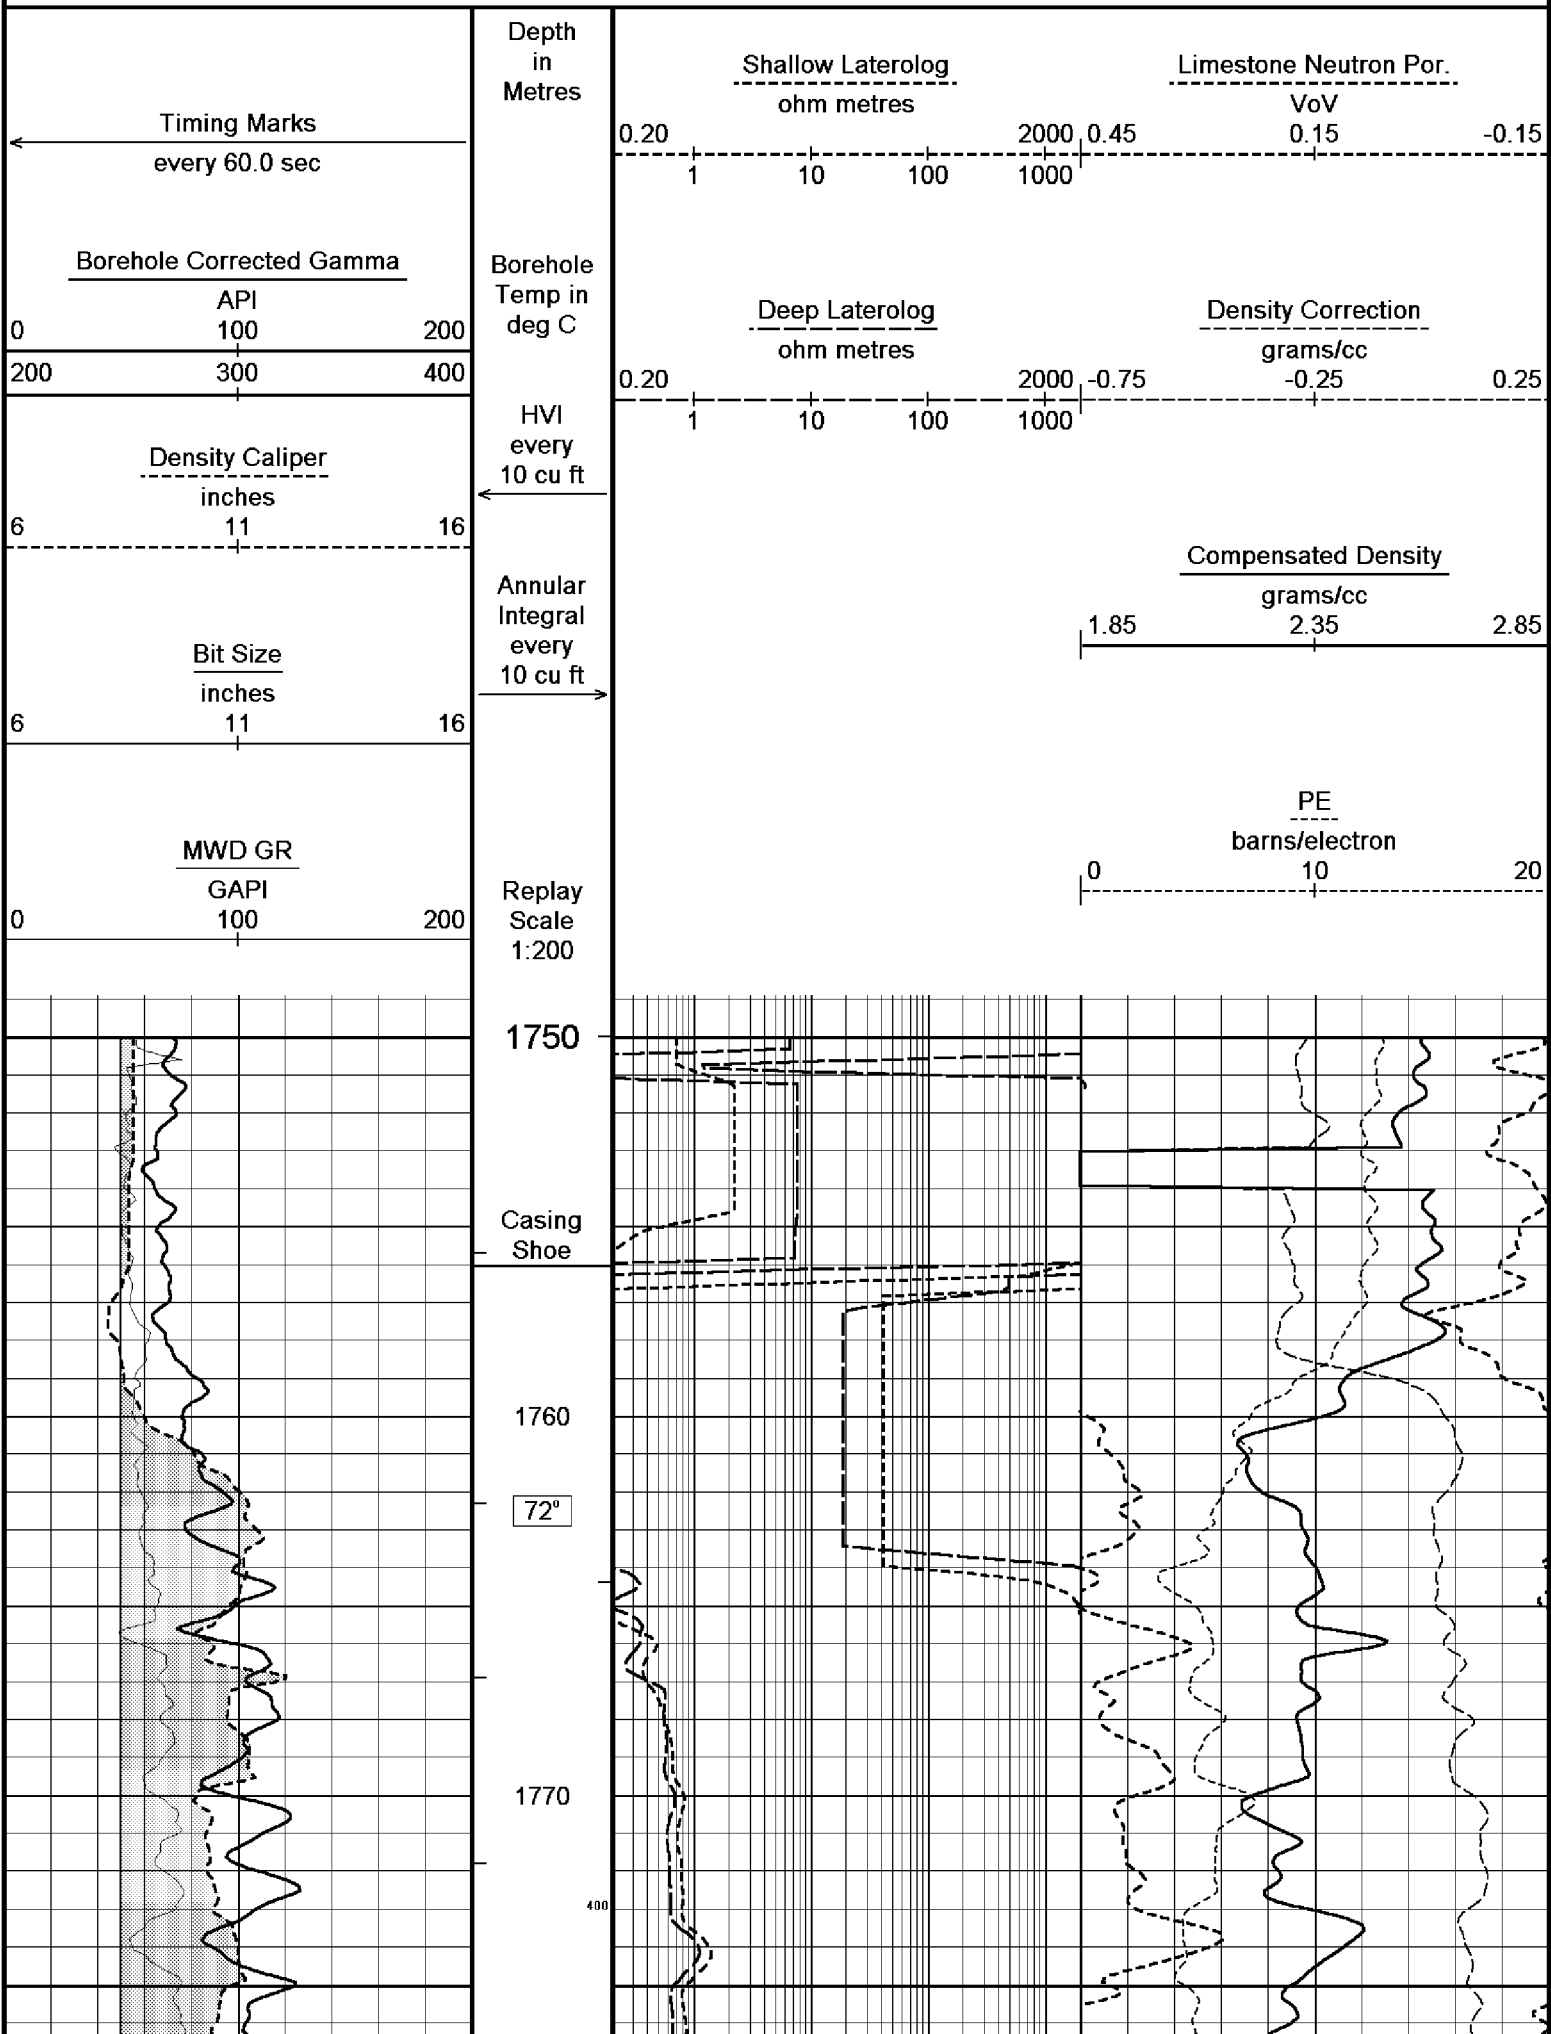 Timing Marks
every 60.0 sec
Borehole Corrected Gamma
API
0 100 200
200 300 400
Density Caliper
inches
6 11 16
Bit Size
inches
6 11 16
MWD GR
GAPI
0 100 200
Depth
in
Metres
Borehole
Temp in
deg C
HVI
every
10 cu ft
Annular
Integral
every
10 cu ft
Replay
Scale
1:200
Shallow Laterolog
ohm metres
0.20 2000
1 10 100 1000
Deep Laterolog
ohm metres
0.20 2000
1 10 100 1000
Limestone Neutron Por.
VoV
0.45 0.15 -0.15
Density Correction
grams/cc
-0.75 -0.25 0.25
Compensated Density
grams/cc
1.85 2.35 2.85
PE
barns/electron
0 10 20
1750
Casing
Shoe
1760
72°
1770
400